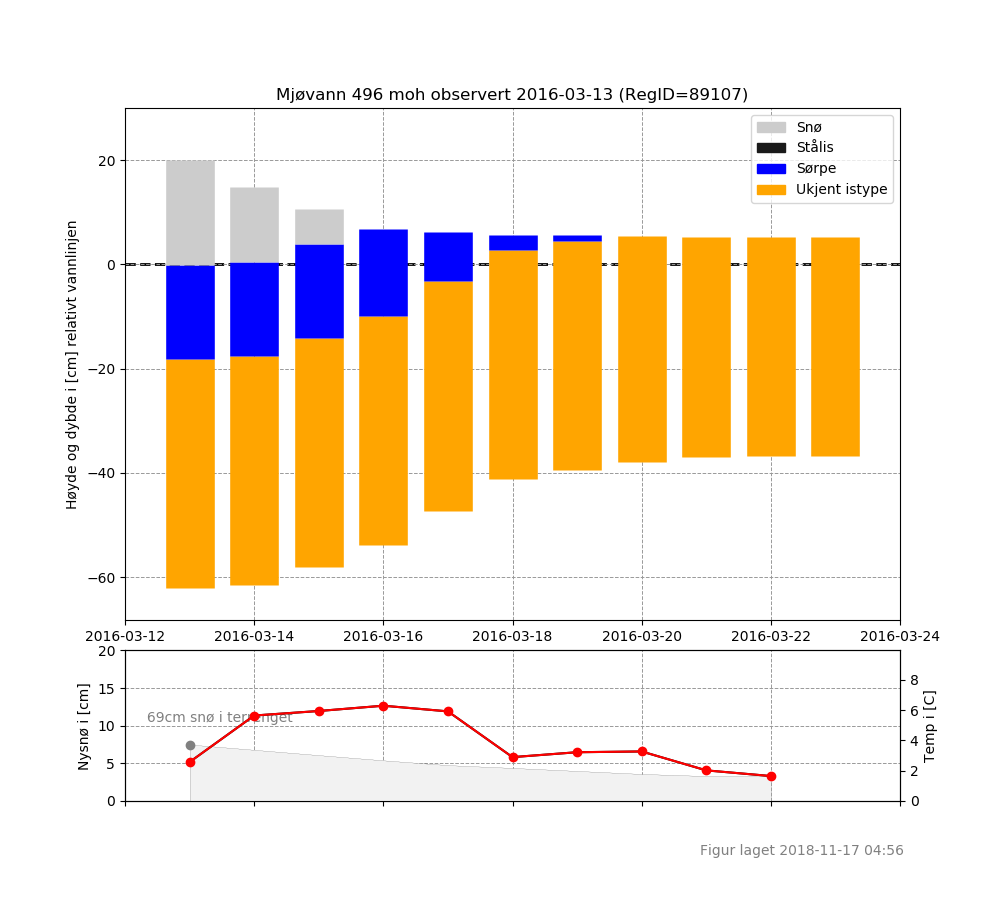 Mjøvann 496 moh observert 2016-03-13 (RegID=89107)
Snø
Stålis
Sørpe
Ukjent istype
Høyde og dybde i [cm] relativt vannlinjen
20
0
−20
−40
−60
2016-03-12 2016-03-14 2016-03-16 2016-03-18 2016-03-20 2016-03-22 2016-03-24
Nysnø i [cm]
20
15
10
5
0
69cm snø i terrenget
8
6
4
2
0
Temp i [C]
Figur laget 2018-11-17 04:56